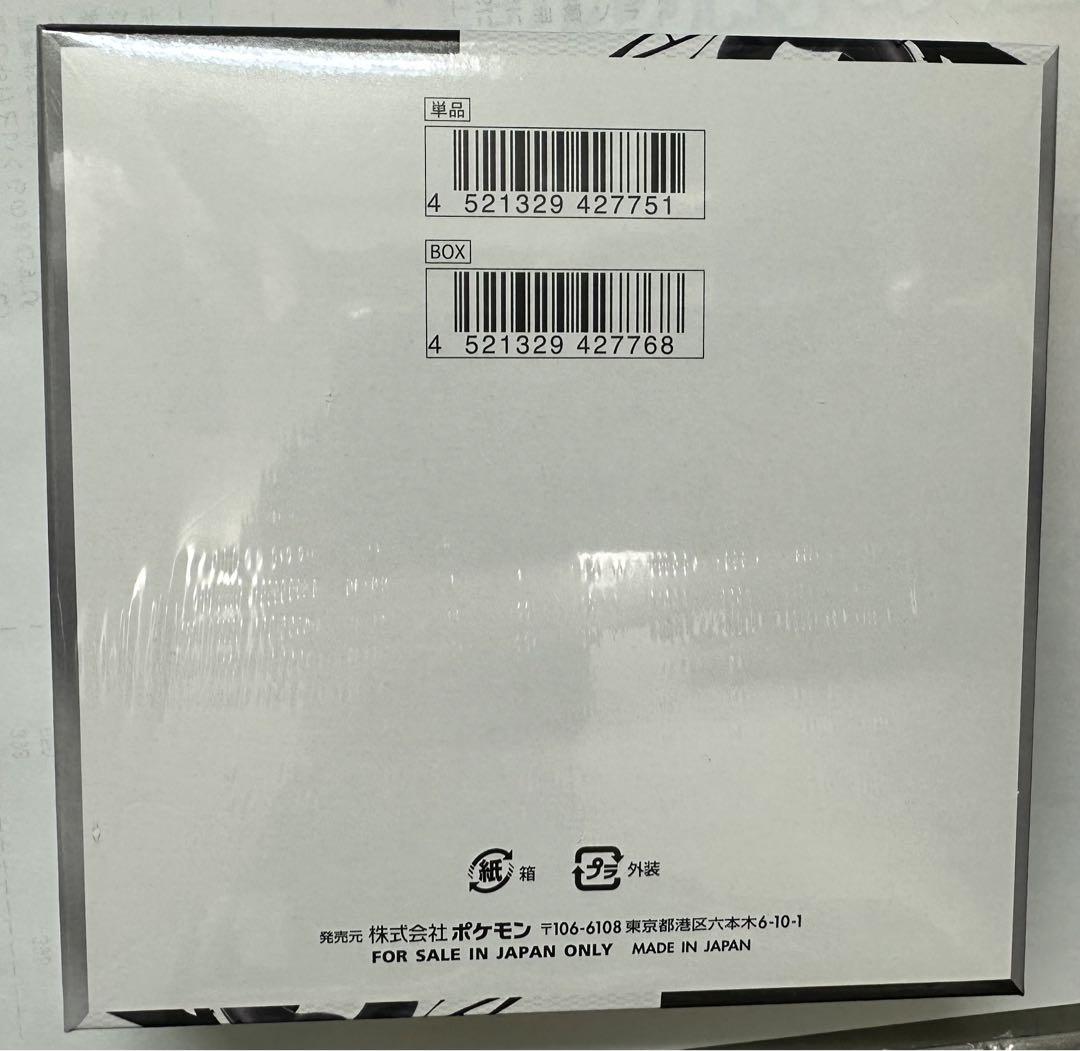 単品
4 521329 427751
BOX
4 521329 427768
紙 箱 プラ 外装
発売元 株式会社ポケモン 〒106-6108 東京都港区六本木6-10-1
FOR SALE IN JAPAN ONLY MADE IN JAPAN